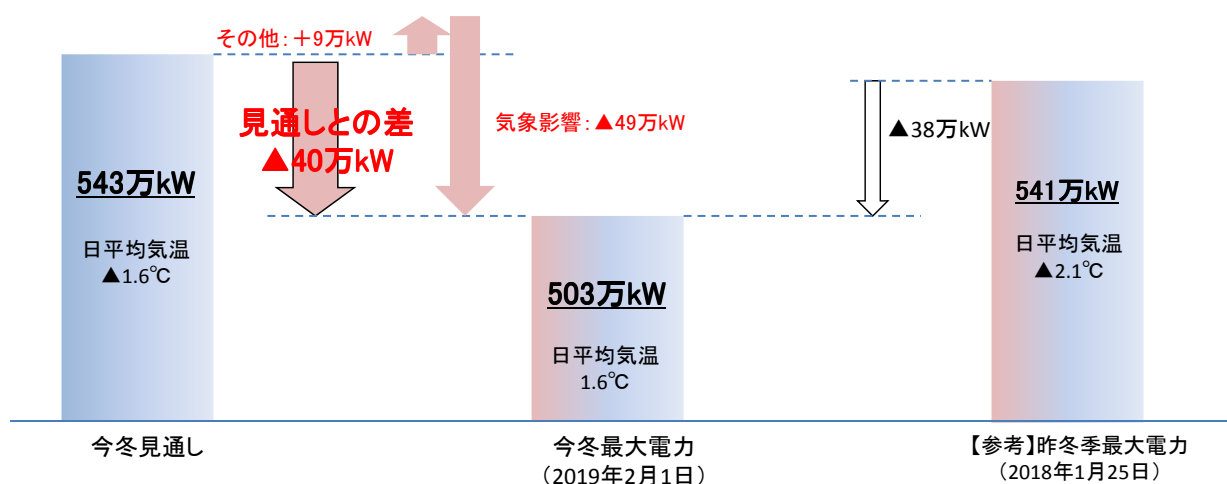 その他：＋9万kW
見通しとの差
▲40万kW
気象影響：▲49万kW
▲38万kW
543万kW
日平均気温
▲1.6℃
503万kW
日平均気温
1.6℃
541万kW
日平均気温
▲2.1℃
今冬見通し
今冬最大電力
（2019年2月1日）
【参考】昨冬季最大電力
（2018年1月25日）